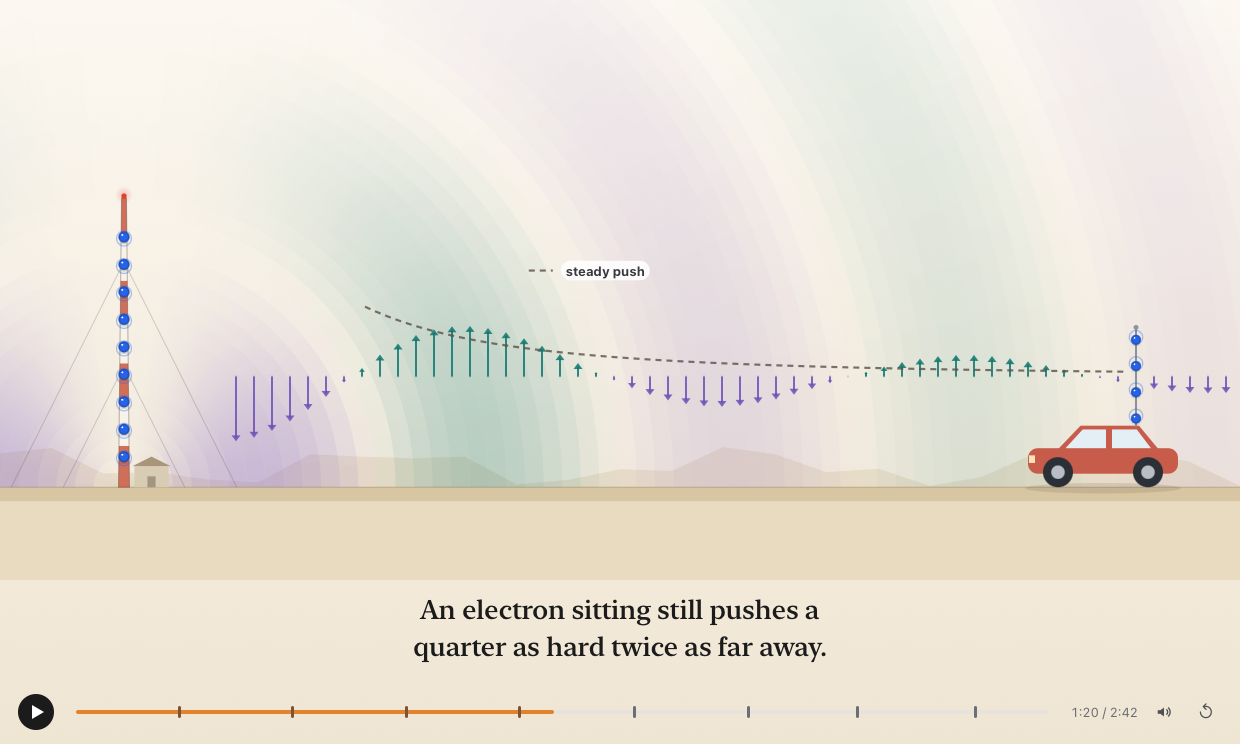 steady push
An electron sitting still pushes a
quarter as hard twice as far away.
1:20 / 2:42